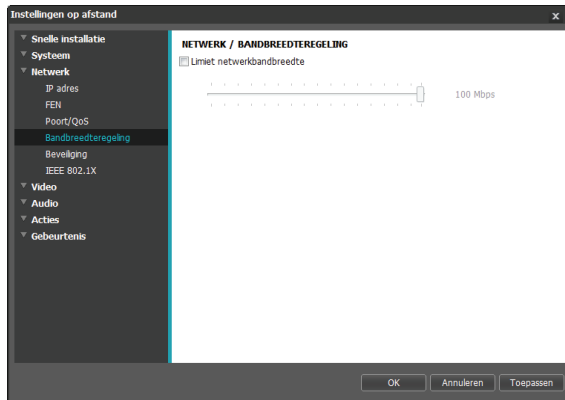 Instellingen op afstand
x
Snelle installatie
Systeem
Netwerk
IP adres
FEN
Poort/QoS
Bandbreedteregeling
Beveiliging
IEEE 802.1X
Video
Audio
Acties
Gebeurtenis
NETWERK / BANDBREEDTEREGELING
Limiet netwerkbandbreedte
100 Mbps
OK
Annuleren
Toepassen